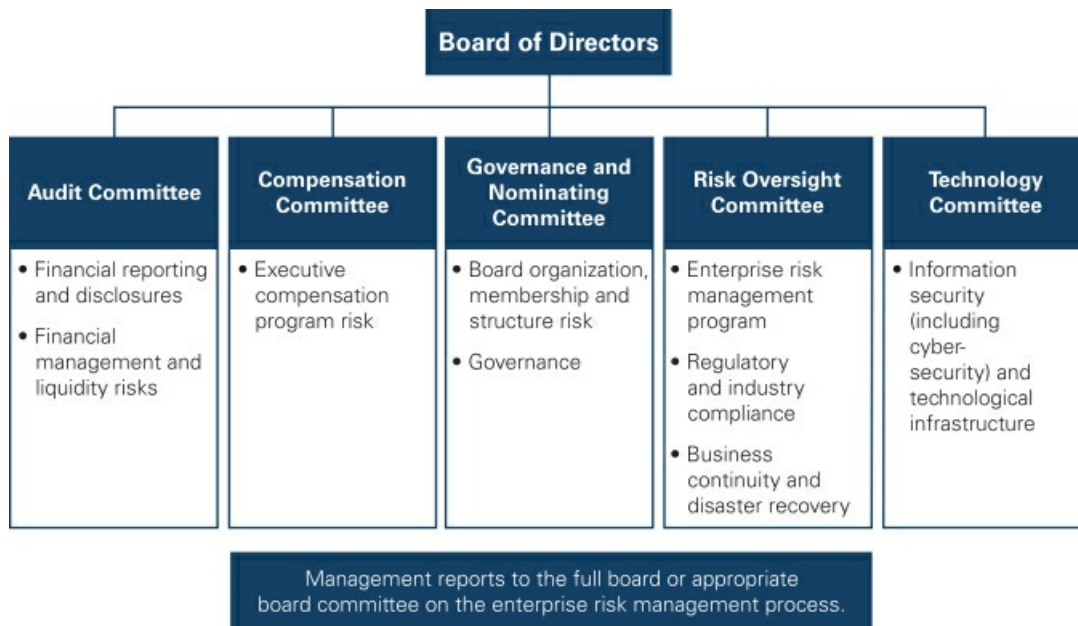 Board of Directors
Audit Committee
• Financial reporting
and disclosures
• Financial
management and
liquidity risks
Compensation
Committee
• Executive
compensation
program risk
Governance and
Nominating
Committee
• Board organization,
membership and
structure risk
• Governance
Risk Oversight
Committee
• Enterprise risk
management
program
• Regulatory
and industry
compliance
• Business
continuity and
disaster recovery
Technology
Committee
• Information
security
(including
cyber-
security) and
technological
infrastructure
Management reports to the full board or appropriate
board committee on the enterprise risk management process.